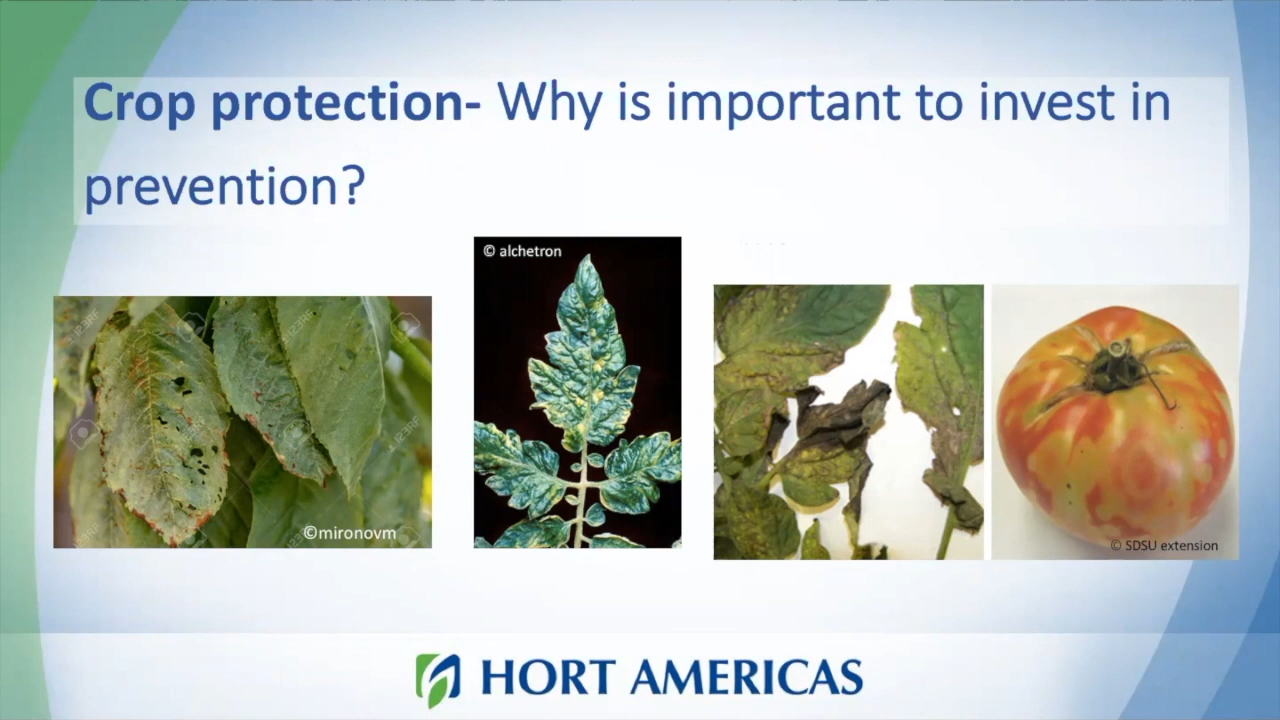 Crop protection- Why is important to invest in
prevention?
© alchetron
©mironovm
© SDSU extension
HORT AMERICAS